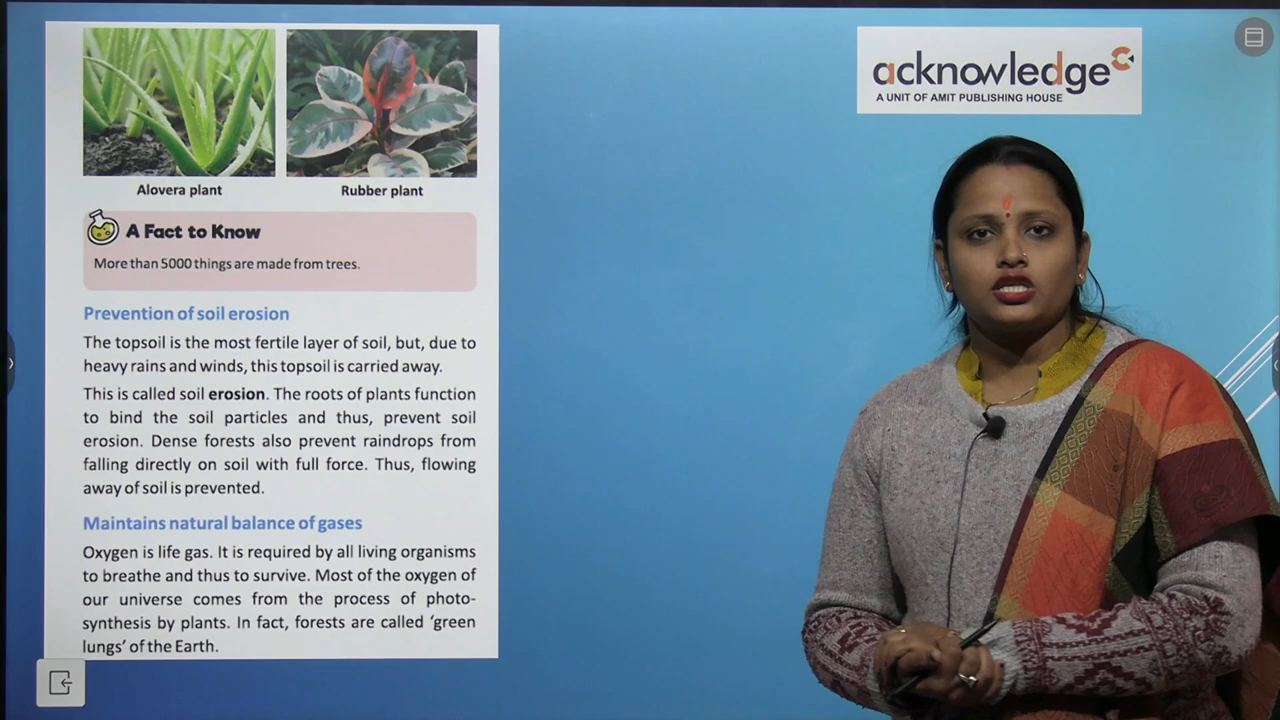 acknowledge
A UNIT OF AMIT PUBLISHING HOUSE
Alovera plant
Rubber plant
A Fact to Know
More than 5000 things are made from trees.
Prevention of soil erosion
The topsoil is the most fertile layer of soil, but, due to
heavy rains and winds, this topsoil is carried away.
This is called soil erosion. The roots of plants function
to bind the soil particles and thus, prevent soil
erosion. Dense forests also prevent raindrops from
falling directly on soil with full force. Thus, flowing
away of soil is prevented.
Maintains natural balance of gases
Oxygen is life gas. It is required by all living organisms
to breathe and thus to survive. Most of the oxygen of
our universe comes from the process of photo-
synthesis by plants. In fact, forests are called ‘green
lungs’ of the Earth.